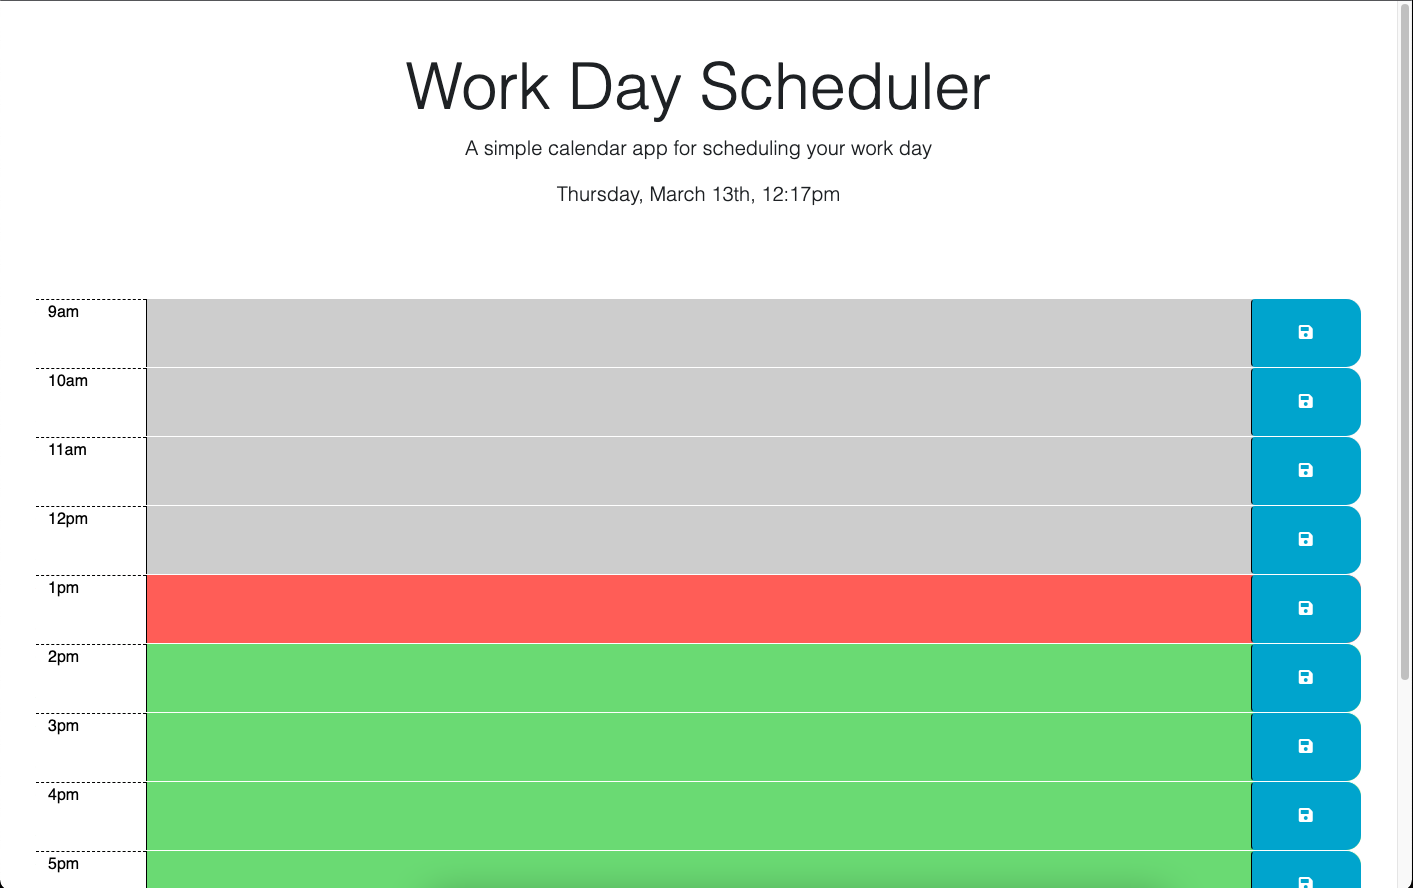 Work Day Scheduler
A simple calendar app for scheduling your work day
Thursday, March 13th, 12:17pm
9am
10am
11am
12pm
1pm
2pm
3pm
4pm
5pm